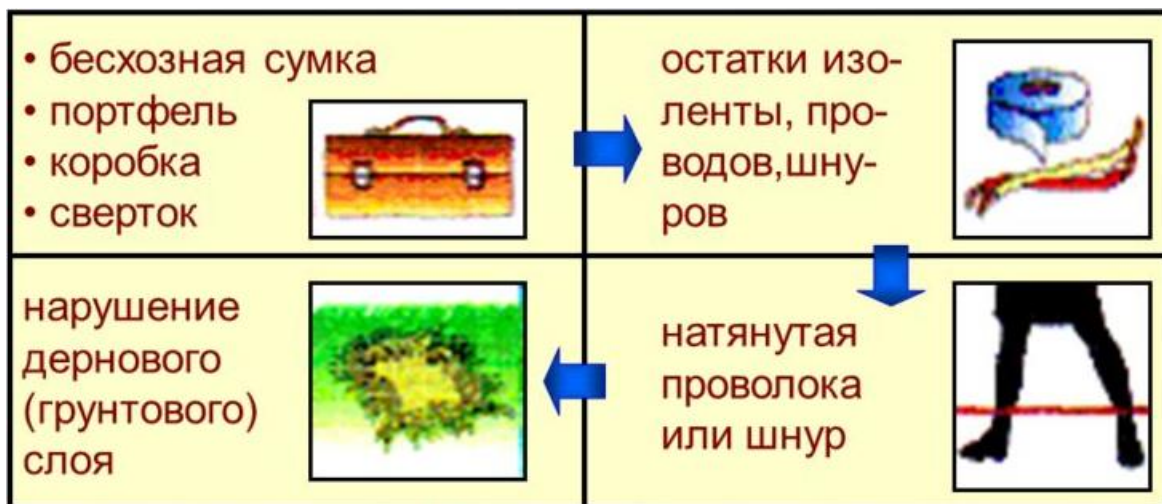 • бесхозная сумка
• портфель
• коробка
• сверток
остатки изо-
ленты, про-
водов,шну-
ров
нарушение
дернового
(грунтового)
слоя
натянутая
проволока
или шнур